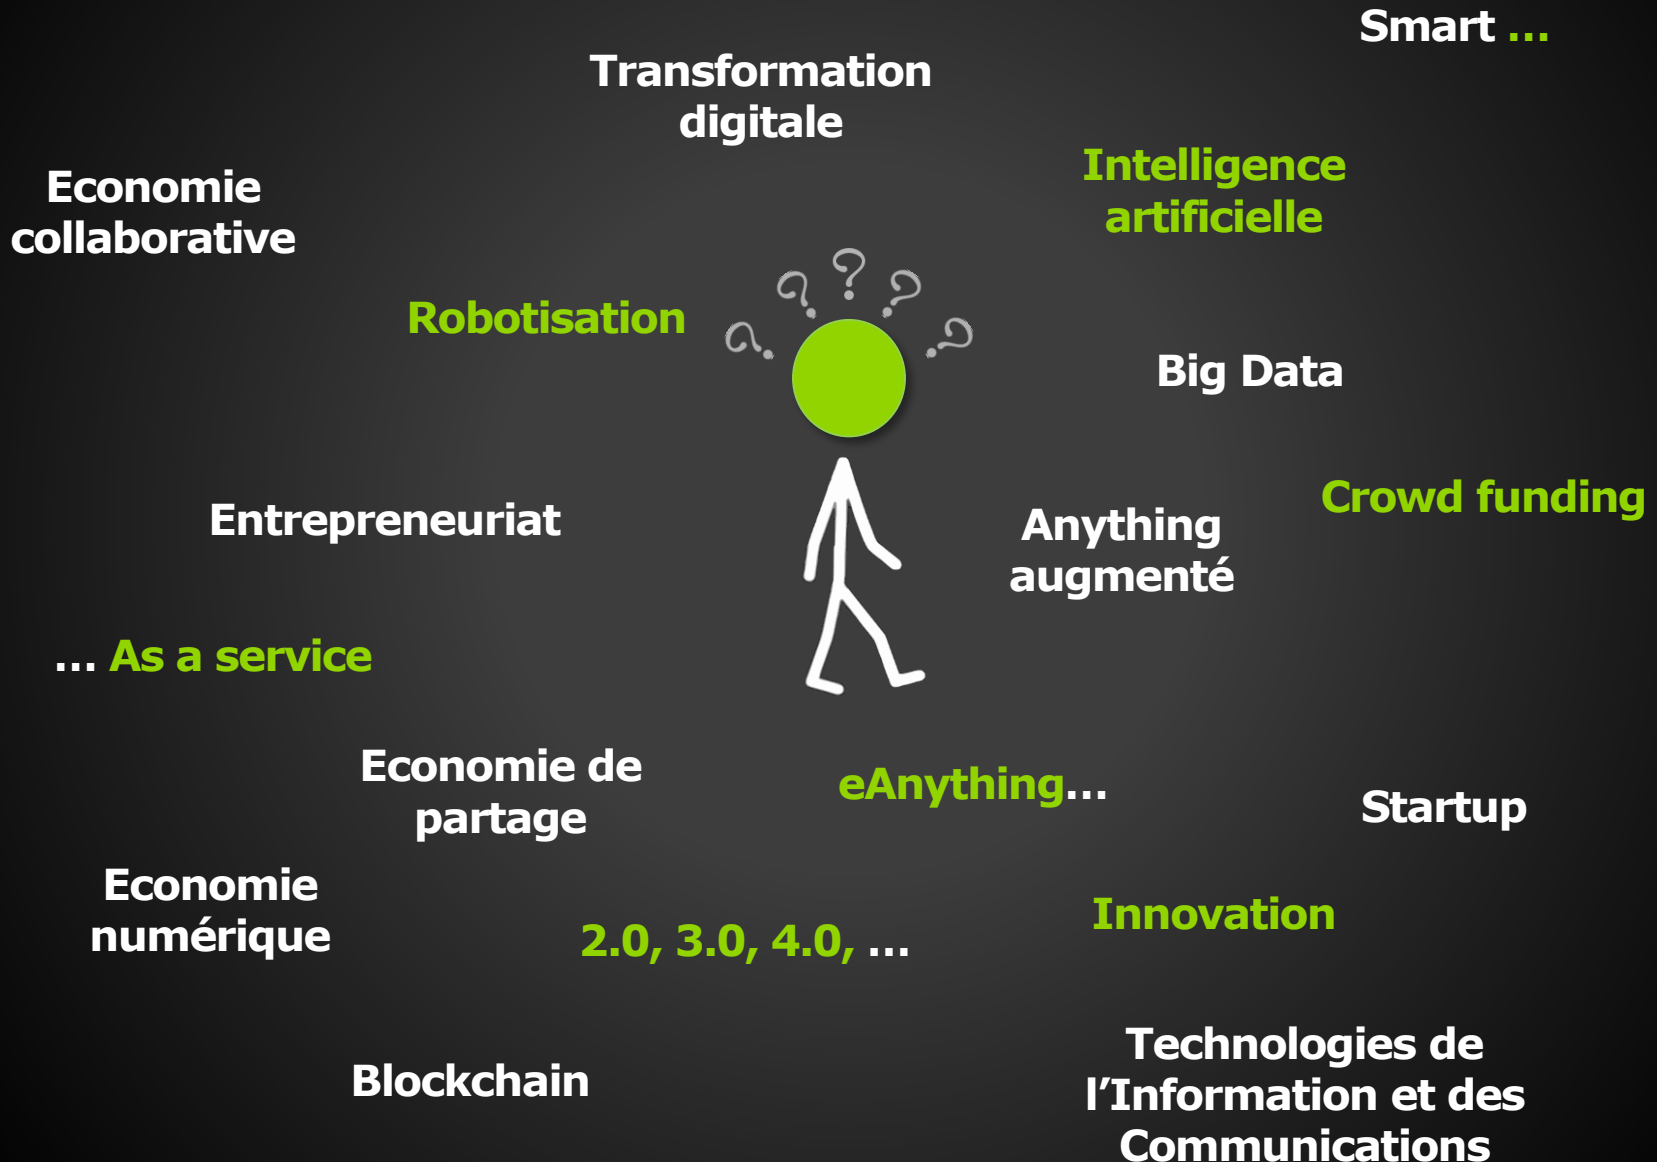 Smart ...
Transformation
digitale
Intelligence
artificielle
Economie
collaborative
Robotisation
? ? ? ? ?
Big Data
Crowd funding
Entrepreneuriat
Anything
augmenté
... As a service
Economie de
partage
eAnything...
Startup
Economie
numérique
2.0, 3.0, 4.0, ...
Innovation
Blockchain
Technologies de
l’Information et des
Communications